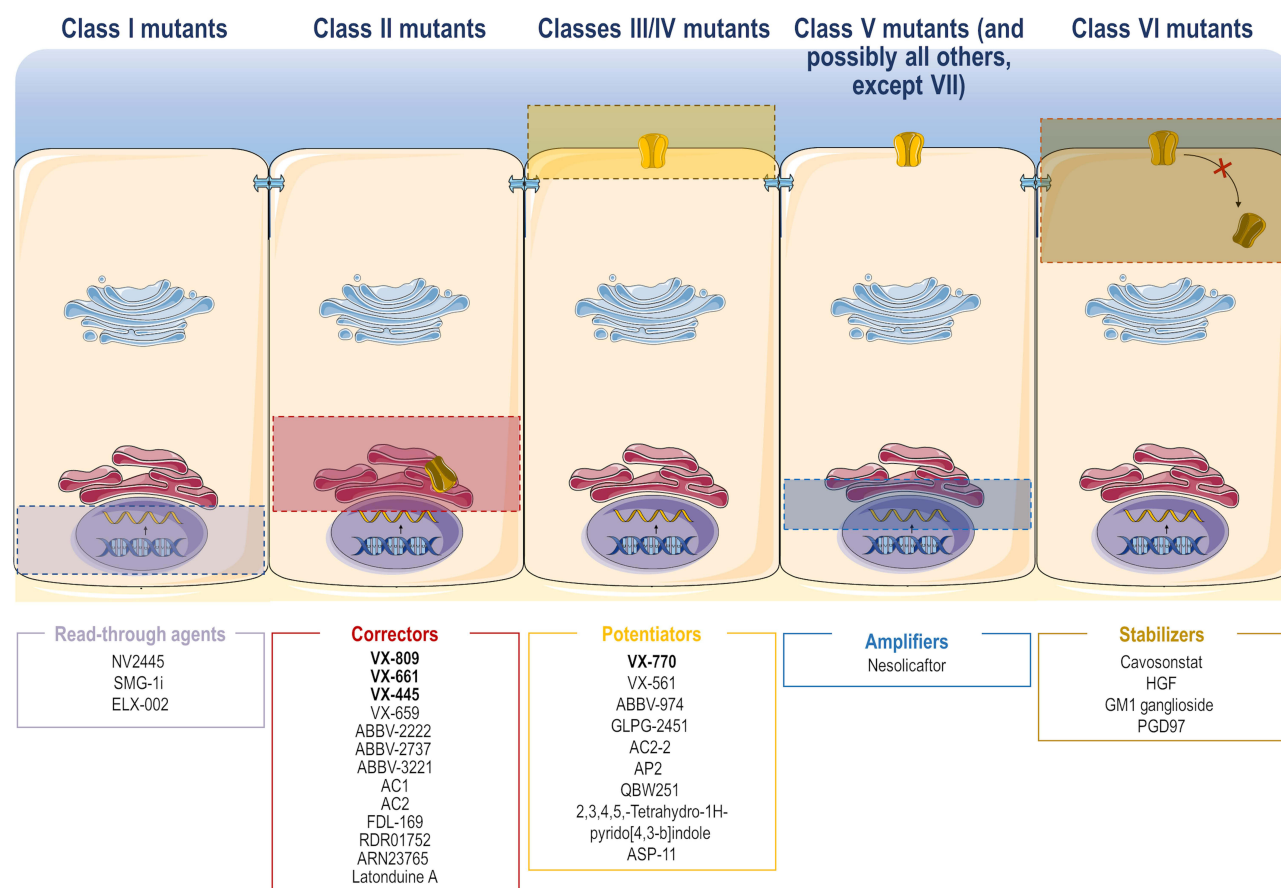 Class I mutants
Class II mutants
Classes III/IV mutants
Class V mutants (and
possibly all others,
except VII)
Class VI mutants
Read-through agents
NV2445
SMG-1i
ELX-002
Correctors
VX-809
VX-661
VX-445
VX-659
ABBV-2222
ABBV-2737
ABBV-3221
AC1
AC2
FDL-169
RDR01752
ARN23765
Latonduine A
Potentiators
VX-770
VX-561
ABBV-974
GLPG-2451
AC2-2
AP2
QBW251
2,3,4,5,-Tetrahydro-1H-
pyrido[4,3-b]indole
ASP-11
Amplifiers
Nesolicaftor
Stabilizers
Cavosonstat
HGF
GM1 ganglioside
PGD97